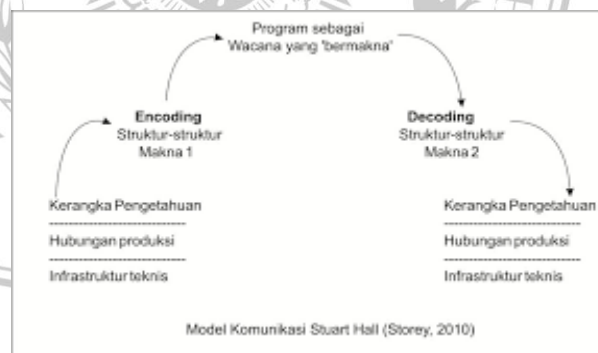 Program sebagai
Wacana yang 'bermakna'
Encoding
Struktur-struktur
Makna 1
Decoding
Struktur-struktur
Makna 2
Kerangka Pengetahuan
Hubungan produksi
Infrastruktur teknis
Kerangka Pengetahuan
Hubungan produksi
Infrastruktur teknis
Model Komunikasi Stuart Hall (Storey, 2010)